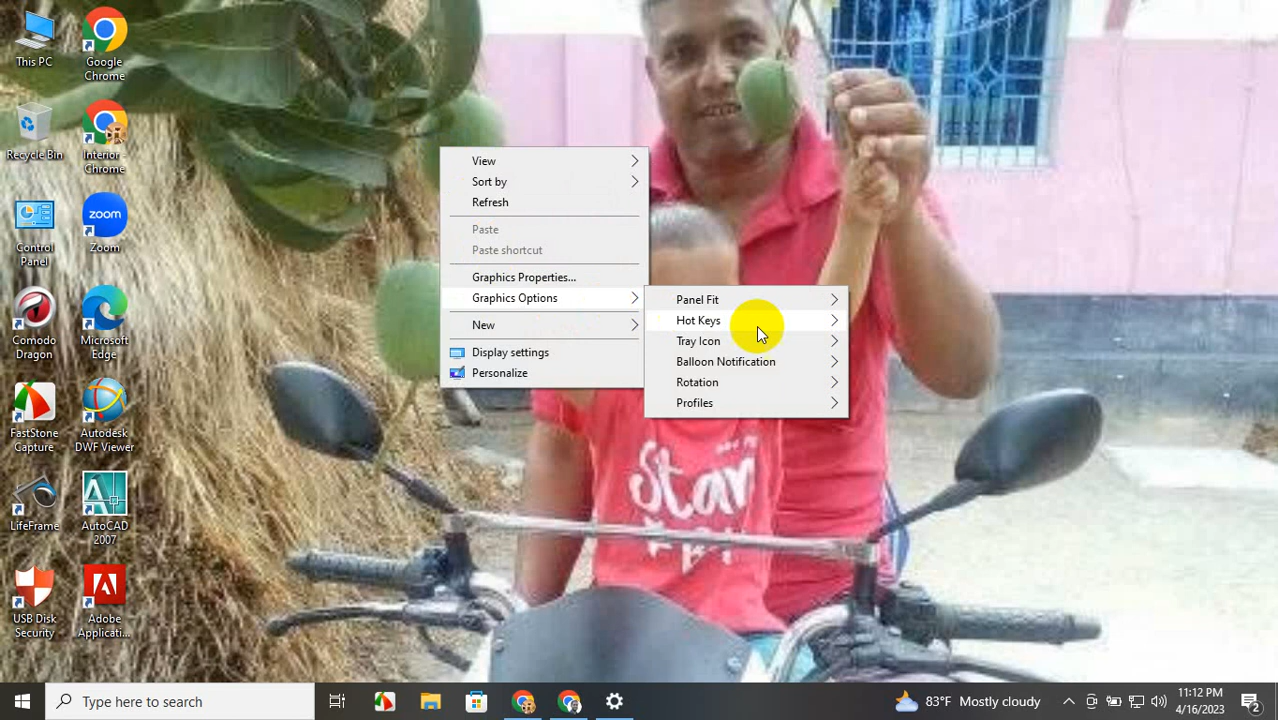 This PC
Google
Chrome
Recycle Bin
Interior -
Chrome
Control
Panel
Zoom
zoom
Comodo
Dragon
Microsoft
Edge
FastStone
Capture
Autodesk
DWF Viewer
LifeFrame
AutoCAD
2007
USB Disk
Security
Adobe
Applicati...
View
Sort by
Refresh
Paste
Paste shortcut
Graphics Properties...
Graphics Options
New
Display settings
Personalize
Panel Fit
Hot Keys
Tray Icon
Balloon Notification
Rotation
Profiles
Star
Type here to search
83°F Mostly cloudy
11:12 PM
4/16/2023
2